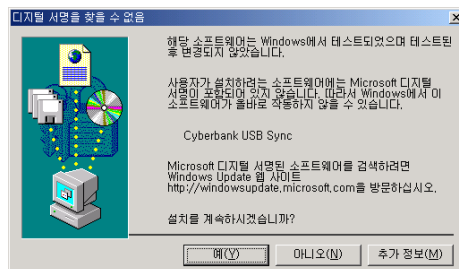 디지털 서명을 찾을 수 없음
해당 소프트웨어는 Windows에서 테스트되었으며 테스트된
후 변경되지 않았습니다.
사용자가 설치하려는 소프트웨어에는 Microsoft 디지털
서명이 포함되어 있지 않습니다. 따라서 Windows에서 이
소프트웨어가 올바로 작동하지 않을 수 있습니다.
Cyberbank USB Sync
Microsoft 디지털 서명된 소프트웨어를 검색하려면
Windows Update 웹 사이트
http://windowsupdate.microsoft.com을 방문하십시오.
설치를 계속하시겠습니까?
예(Y) 아니오(N) 추가 정보(M)